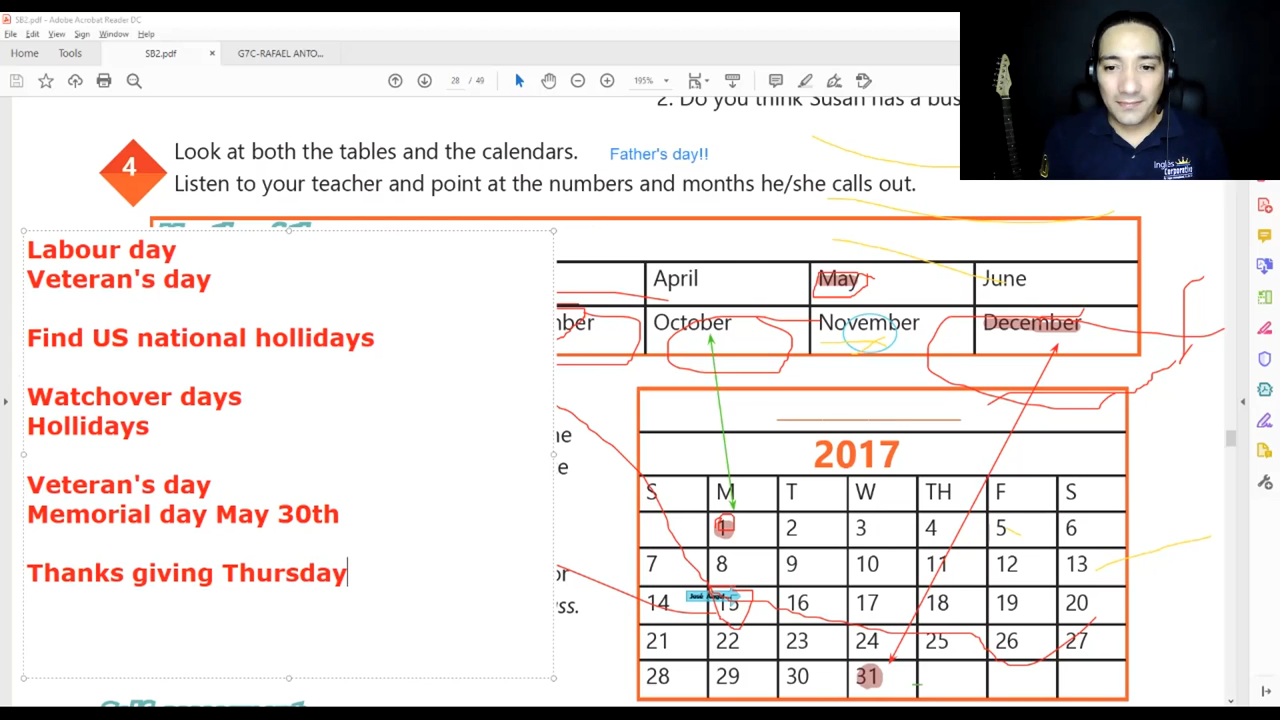 SB2.pdf - Adobe Acrobat Reader DC
File Edit View Sign Window Help
Home Tools SB2.pdf × G7C-RAFAEL ANTO...
28 / 49 195%
2. Do you think Susan has a bus
4
Look at both the tables and the calendars. Father's day!!
Listen to your teacher and point at the numbers and months he/she calls out.
Inglés
Corporativo
Labour day
Veteran's day
Find US national hollidays
Watchover days
Hollidays
Veteran's day
Memorial day May 30th
Thanks giving Thursday
April May June
mber October November December
ne
e
or
ss.
2017
S M T W TH F S
1 2 3 4 5 6
7 8 9 10 11 12 13
14 15 16 17 18 19 20
21 22 23 24 25 26 27
28 29 30 31